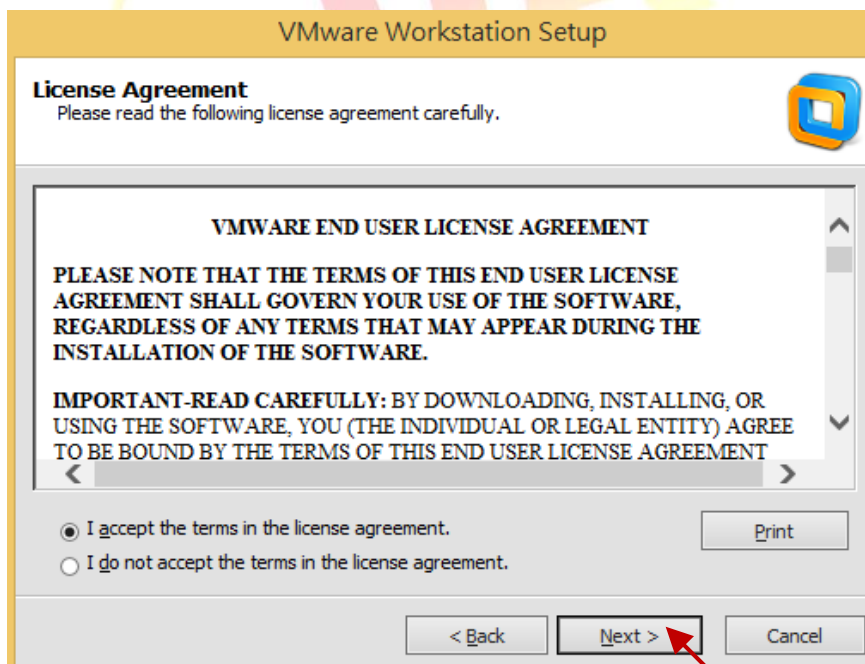 VMware Workstation Setup
License Agreement
Please read the following license agreement carefully.
VMWARE END USER LICENSE AGREEMENT
PLEASE NOTE THAT THE TERMS OF THIS END USER LICENSE
AGREEMENT SHALL GOVERN YOUR USE OF THE SOFTWARE,
REGARDLESS OF ANY TERMS THAT MAY APPEAR DURING THE
INSTALLATION OF THE SOFTWARE.
IMPORTANT-READ CAREFULLY: BY DOWNLOADING, INSTALLING, OR
USING THE SOFTWARE, YOU (THE INDIVIDUAL OR LEGAL ENTITY) AGREE
TO BE BOUND BY THE TERMS OF THIS END USER LICENSE AGREEMENT
I accept the terms in the license agreement.
Print
I do not accept the terms in the license agreement.
< Back
Next >
Cancel